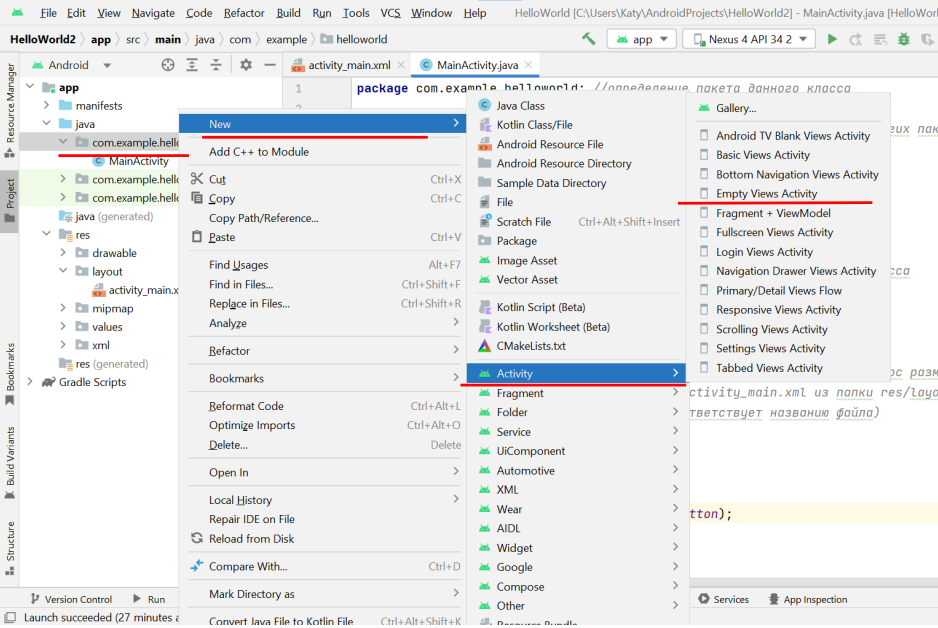 File Edit View Navigate Code Refactor Build Run Tools VCS Window Help HelloWorld [C:\Users\Katy\AndroidProjects\HelloWorld2] - MainActivity.java [HelloWorl
HelloWorld2 app src main java com example helloworld app Nexus 4 API 34 2
Resource Manager
Project
Bookmarks
Build Variants
Structure
Android
app
manifests
java
com.example.hello
MainActivity
com.example.hello
com.example.hello
java (generated)
res
drawable
layout
activity_main.x
mipmap
values
xml
res (generated)
Gradle Scripts
activity_main.xml MainActivity.java
1 package com.example.helloworld; //определение пакета данного класса
2
New
Add C++ to Module
Cut Ctrl+X
Copy Ctrl+C
Copy Path/Reference...
Paste Ctrl+V
Find Usages Alt+F7
Find in Files... Ctrl+Shift+F
Replace in Files... Ctrl+Shift+R
Analyze
Refactor
Bookmarks
Reformat Code Ctrl+Alt+L
Optimize Imports Ctrl+Alt+O
Delete... Delete
Open In
Local History
Repair IDE on File
Reload from Disk
Compare With... Ctrl+D
Mark Directory as
Convert Java File to Kotlin File Ctrl+Alt+Shift+K
Java Class
Kotlin Class/File
Android Resource File
Android Resource Directory
Sample Data Directory
File
Scratch File Ctrl+Alt+Shift+Insert
Package
Image Asset
Vector Asset
Kotlin Script (Beta)
Kotlin Worksheet (Beta)
CMakeLists.txt
Activity
Fragment
Folder
Service
UiComponent
Automotive
XML
Wear
AIDL
Widget
Google
Compose
Other
Resource Bundle
Gallery...
Android TV Blank Views Activity
Basic Views Activity
Bottom Navigation Views Activity
Empty Views Activity
Fragment + ViewModel
Fullscreen Views Activity
Login Views Activity
Navigation Drawer Views Activity
Primary/Detail Views Flow
Responsive Views Activity
Scrolling Views Activity
Settings Views Activity
Tabbed Views Activity
их пак
сса
рс разм
ctivity_main.xml из папки res/layo
тветствует названию файла)
tton);
Version Control Run Services App Inspection
Launch succeeded (27 minutes a